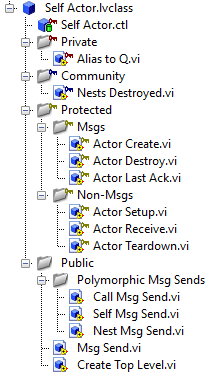 Self Actor.lvclass
Self Actor.ctl
Private
Alias to Q.vi
Community
Nests Destroyed.vi
Protected
Msgs
Actor Create.vi
Actor Destroy.vi
Actor Last Ack.vi
Non-Msgs
Actor Setup.vi
Actor Receive.vi
Actor Teardown.vi
Public
Polymorphic Msg Sends
Call Msg Send.vi
Self Msg Send.vi
Nest Msg Send.vi
Msg Send.vi
Create Top Level.vi